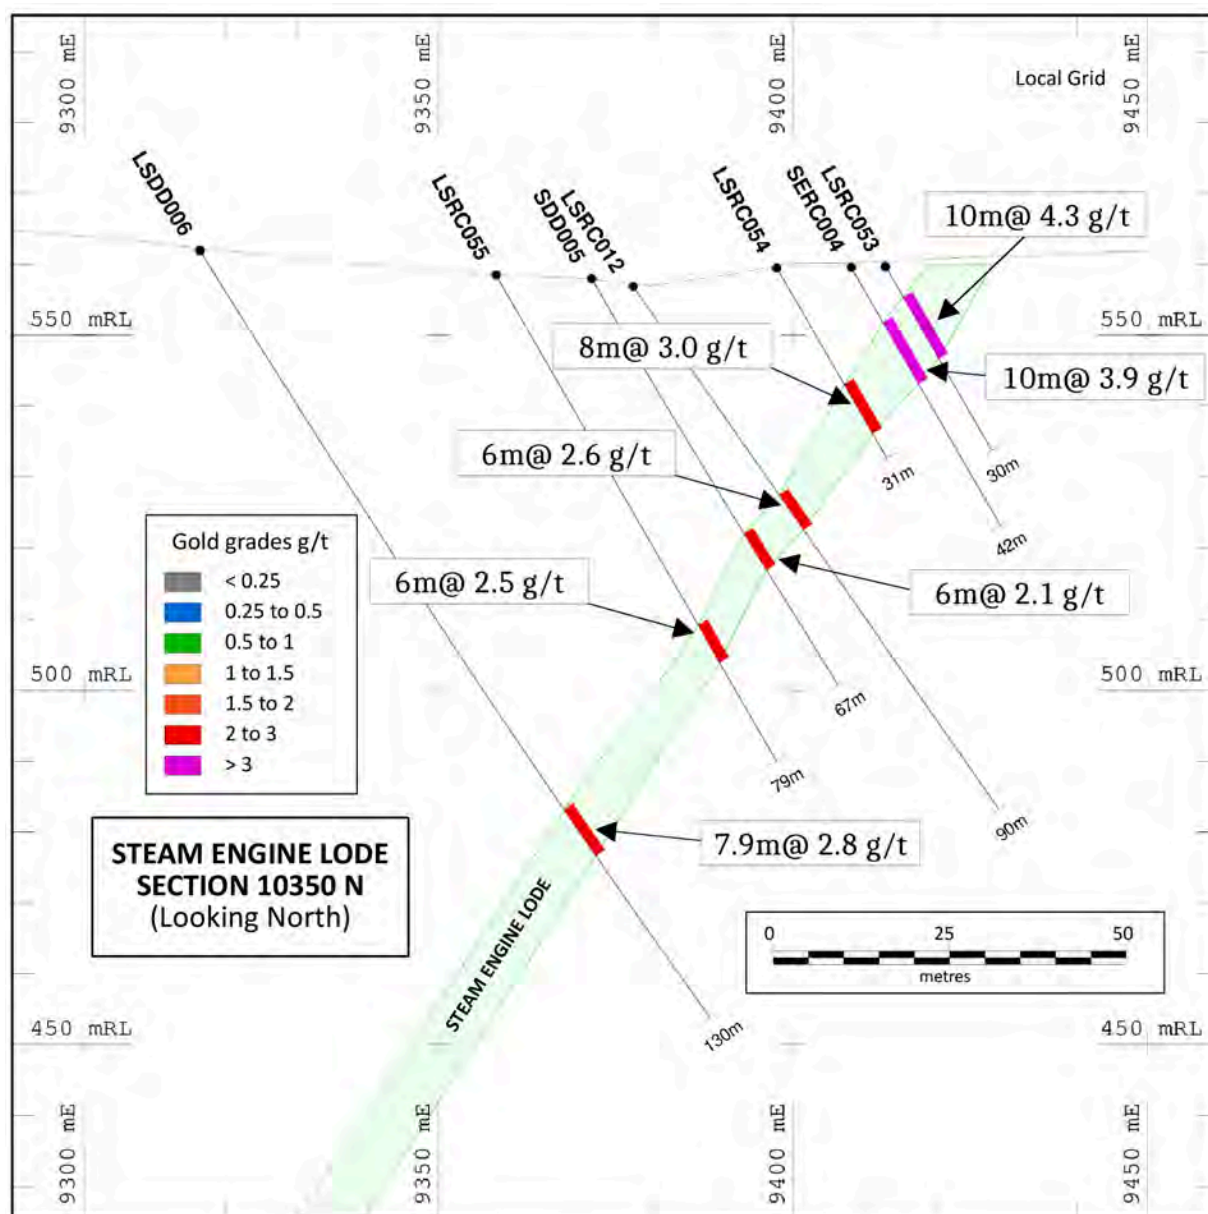 9300 mE
9350 mE
9400 mE
9450 mE
Local Grid
LSDD006
LSRC055
SDD005
LSRC012
LSRC054
SERC004
LSRC053
10m@ 4.3 g/t
550 mRL
550 mRL
8m@ 3.0 g/t
10m@ 3.9 g/t
6m@ 2.6 g/t
31m
30m
42m
Gold grades g/t
< 0.25
0.25 to 0.5
0.5 to 1
1 to 1.5
1.5 to 2
2 to 3
> 3
6m@ 2.5 g/t
6m@ 2.1 g/t
500 mRL
500 mRL
67m
79m
90m
STEAM ENGINE LODE
SECTION 10350 N
(Looking North)
7.9m@ 2.8 g/t
STEAM ENGINE LODE
0 25 50
metres
130m
450 mRL
450 mRL
9300 mE
9350 mE
9400 mE
9450 mE